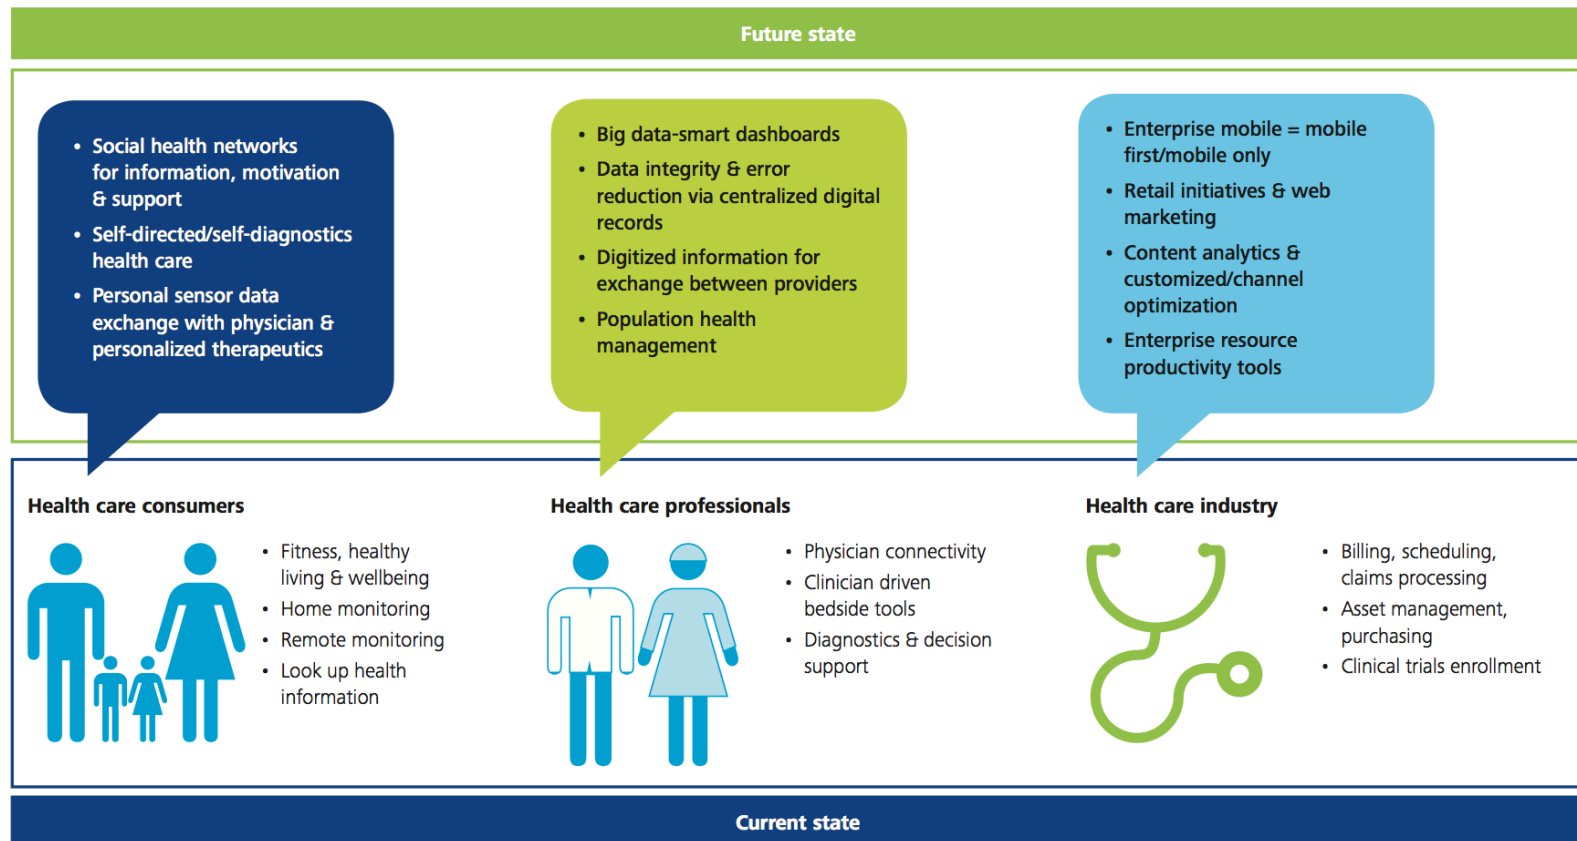 Future state
• Social health networks
for information, motivation
& support
• Self-directed/self-diagnostics
health care
• Personal sensor data
exchange with physician &
personalized therapeutics
• Big data-smart dashboards
• Data integrity & error
reduction via centralized digital
records
• Digitized information for
exchange between providers
• Population health
management
• Enterprise mobile = mobile
first/mobile only
• Retail initiatives & web
marketing
• Content analytics &
customized/channel
optimization
• Enterprise resource
productivity tools
Health care consumers
• Fitness, healthy
living & wellbeing
• Home monitoring
• Remote monitoring
• Look up health
information
Health care professionals
• Physician connectivity
• Clinician driven
bedside tools
• Diagnostics & decision
support
Health care industry
• Billing, scheduling,
claims processing
• Asset management,
purchasing
• Clinical trials enrollment
Current state